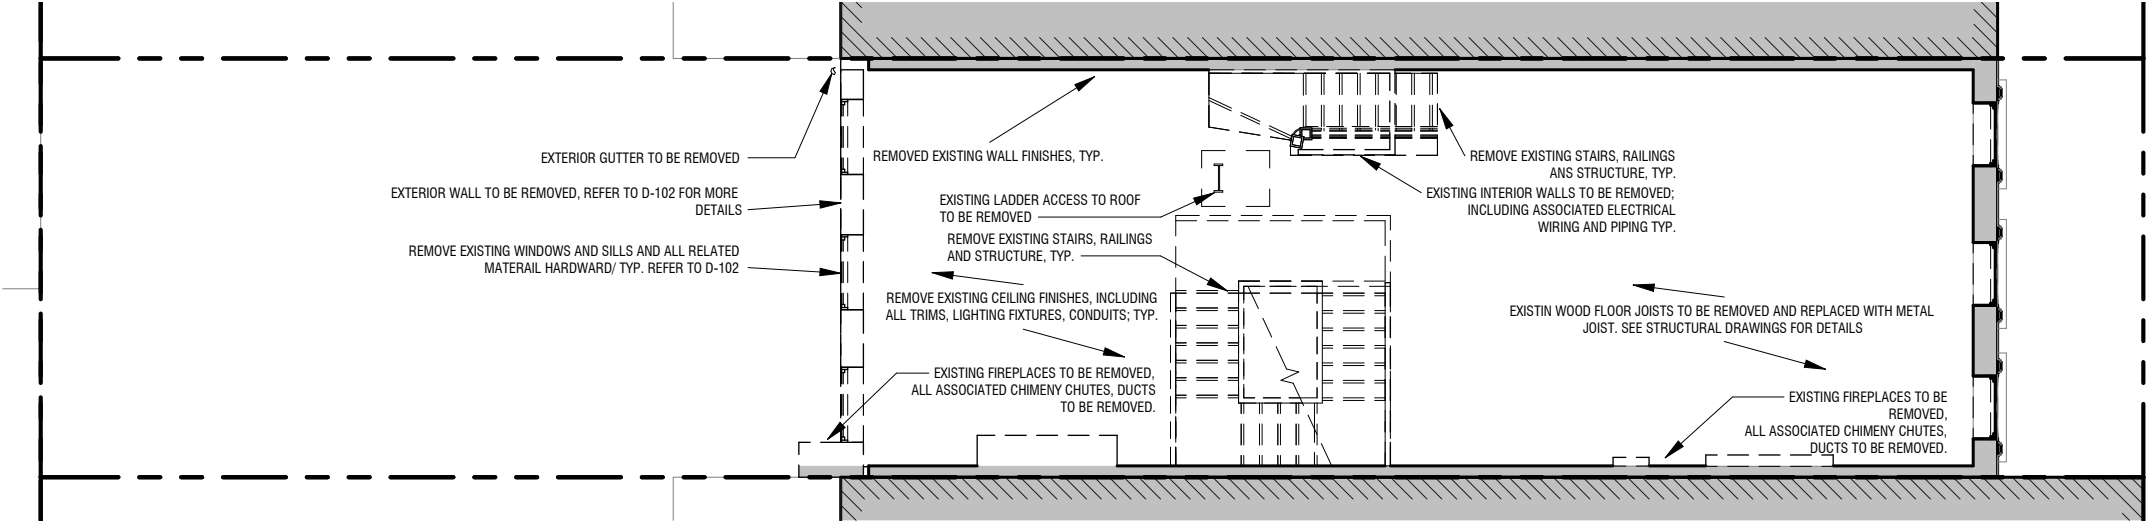 EXTERIOR GUTTER TO BE REMOVED
EXTERIOR WALL TO BE REMOVED, REFER TO D-102 FOR MORE
DETAILS
REMOVE EXISTING WINDOWS AND SILLS AND ALL RELATED
MATERAIL HARDWARD/ TYP. REFER TO D-102
REMOVED EXISTING WALL FINISHES, TYP.
EXISTING LADDER ACCESS TO ROOF
TO BE REMOVED
REMOVE EXISTING STAIRS, RAILINGS
AND STRUCTURE, TYP.
REMOVE EXISTING CEILING FINISHES, INCLUDING
ALL TRIMS, LIGHTING FIXTURES, CONDUITS; TYP.
EXISTING FIREPLACES TO BE REMOVED,
ALL ASSOCIATED CHIMENY CHUTES, DUCTS
TO BE REMOVED.
REMOVE EXISTING STAIRS, RAILINGS
ANS STRUCTURE, TYP.
EXISTING INTERIOR WALLS TO BE REMOVED;
INCLUDING ASSOCIATED ELECTRICAL
WIRING AND PIPING TYP.
EXISTIN WOOD FLOOR JOISTS TO BE REMOVED AND REPLACED WITH METAL
JOIST. SEE STRUCTURAL DRAWINGS FOR DETAILS
EXISTING FIREPLACES TO BE
REMOVED,
ALL ASSOCIATED CHIMENY CHUTES,
DUCTS TO BE REMOVED.